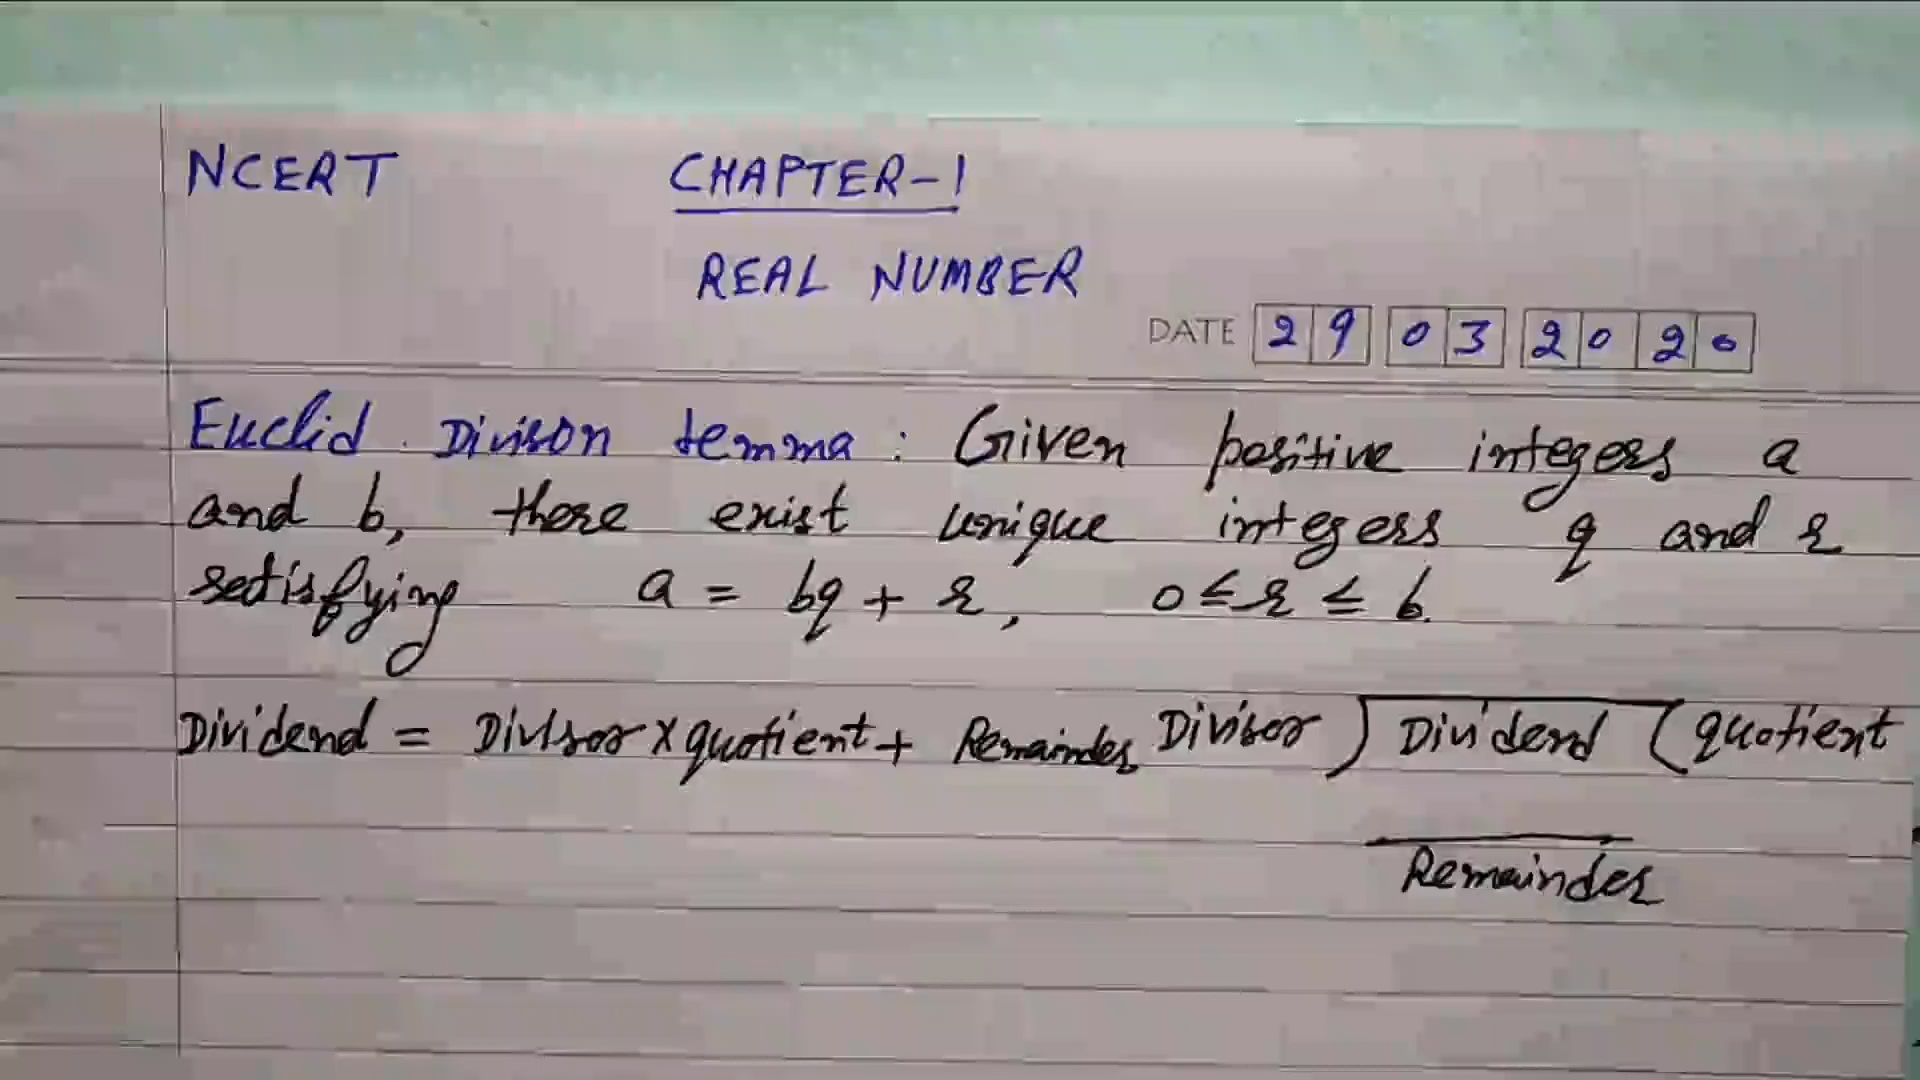 NCERT CHAPTER-1
REAL NUMBER
DATE 29 03 2020
Euclid Divison lemma : Given positive integers a
and b, there exist unique integers q and r
setisfying a = bq + r, 0 ≤ r ≤ b.
Dividend = Divisor x quotient + Remainder Divisor ) Dividend ( quotient
Remainder